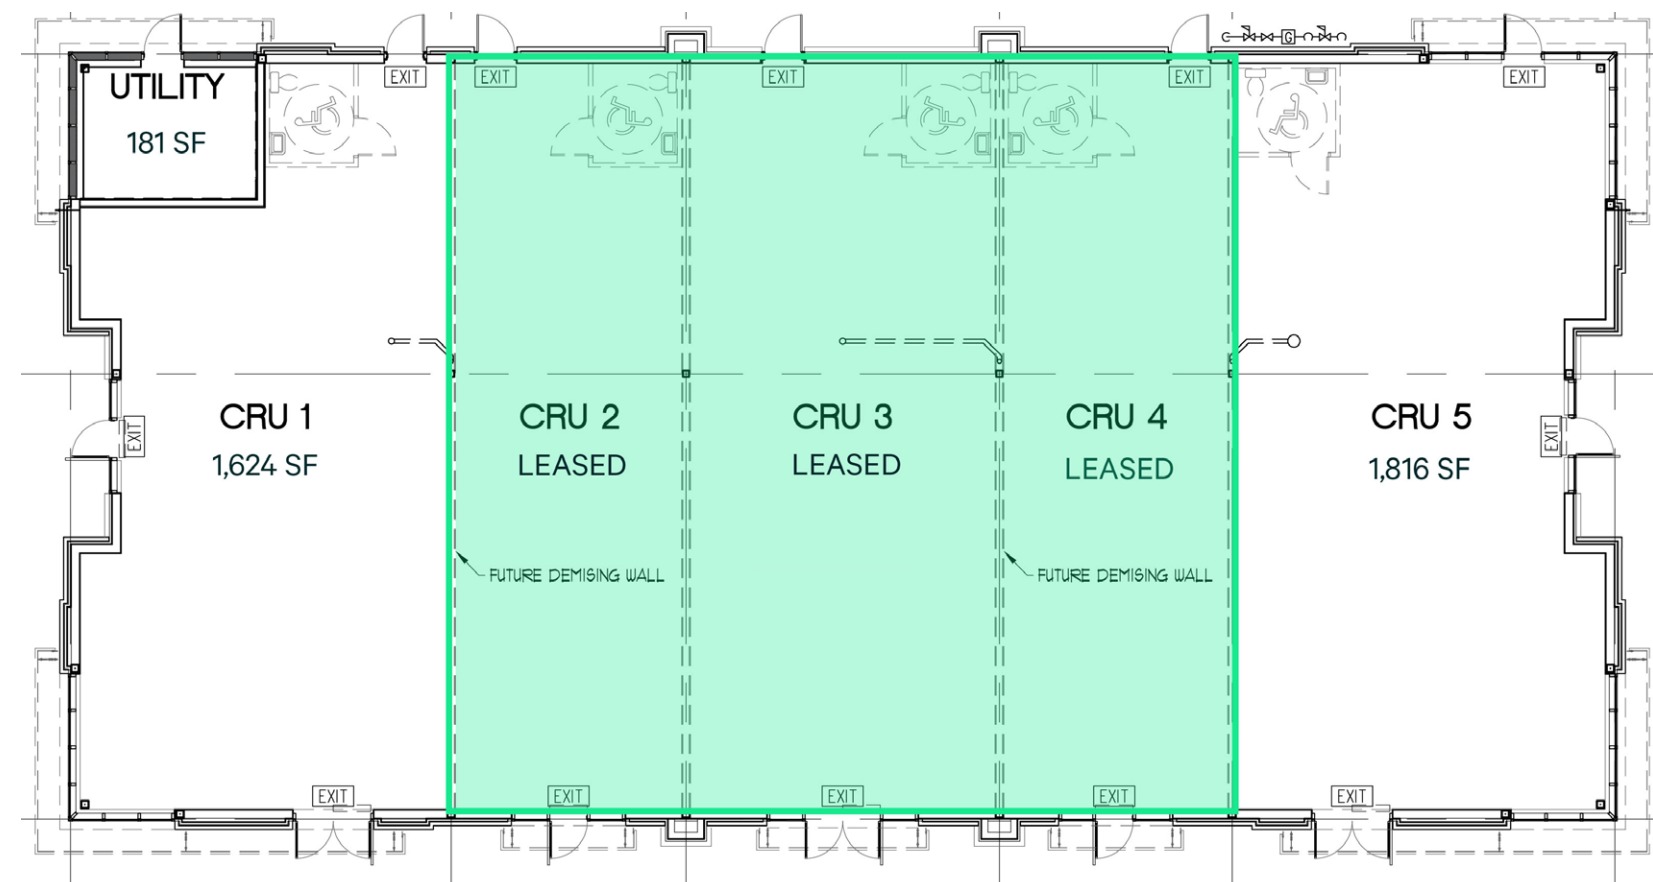 UTILITY
181 SF
EXIT
EXIT
EXIT
EXIT
G
EXIT
CRU 1
1,624 SF
CRU 2
LEASED
CRU 3
LEASED
CRU 4
LEASED
CRU 5
1,816 SF
EXIT
EXIT
FUTURE DEMISING WALL
FUTURE DEMISING WALL
EXIT
EXIT
EXIT
EXIT
EXIT